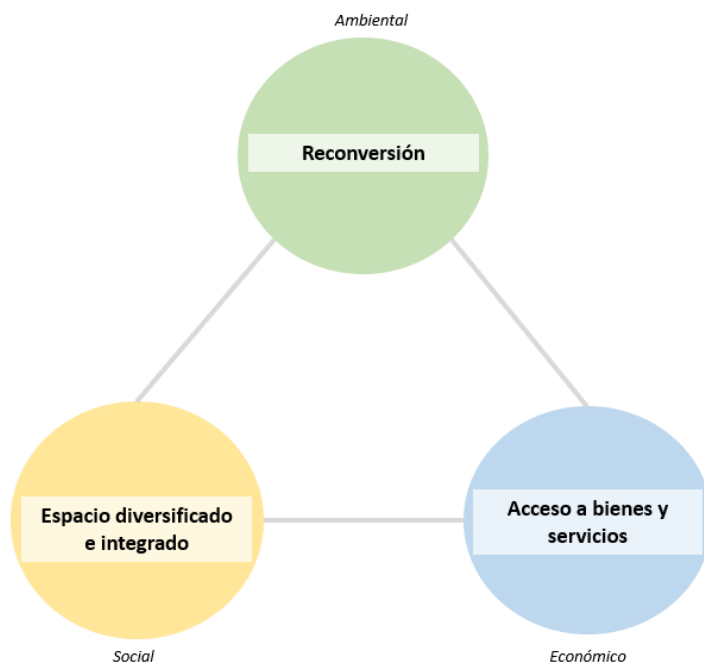 Ambiental
Reconversión
Espacio diversificado
e integrado
Acceso a bienes y
servicios
Social
Económico